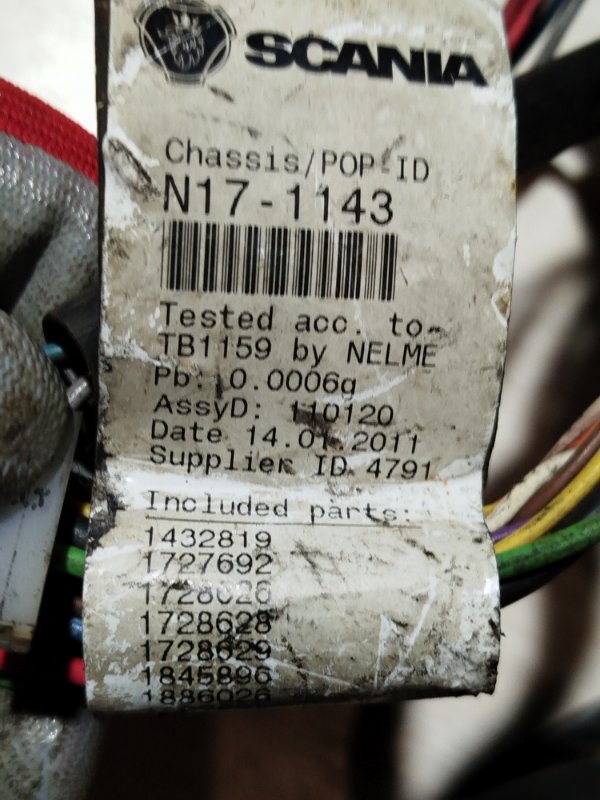 SCANIA
Chassis/POP-ID
N17-1143
Tested acc. to
TB1159 by NELME
Pb: 0.0006g
AssyD: 110120
Date 14.01.2011
Supplier ID 4791
Included parts:
1432819
1727692
1728628
1728629
1845896